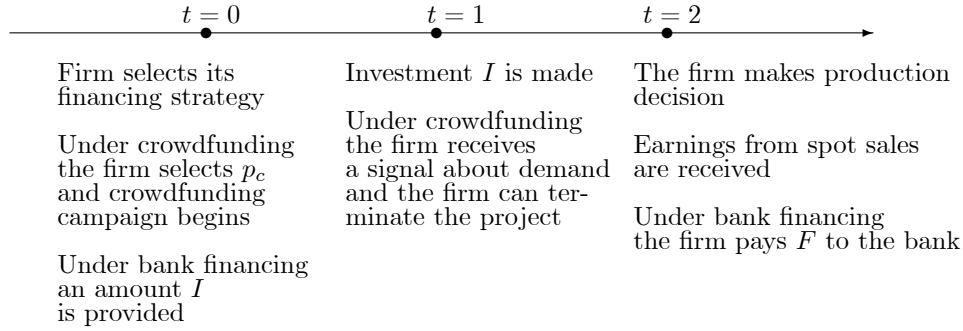 t = 0
t = 1
t = 2
Firm selects its
financing strategy
Under crowdfunding
the firm selects p_c
and crowdfunding
campaign begins
Under bank financing
an amount I
is provided
Investment I is made
Under crowdfunding
the firm receives
a signal about demand
and the firm can ter-
minate the project
The firm makes production
decision
Earnings from spot sales
are received
Under bank financing
the firm pays F to the bank